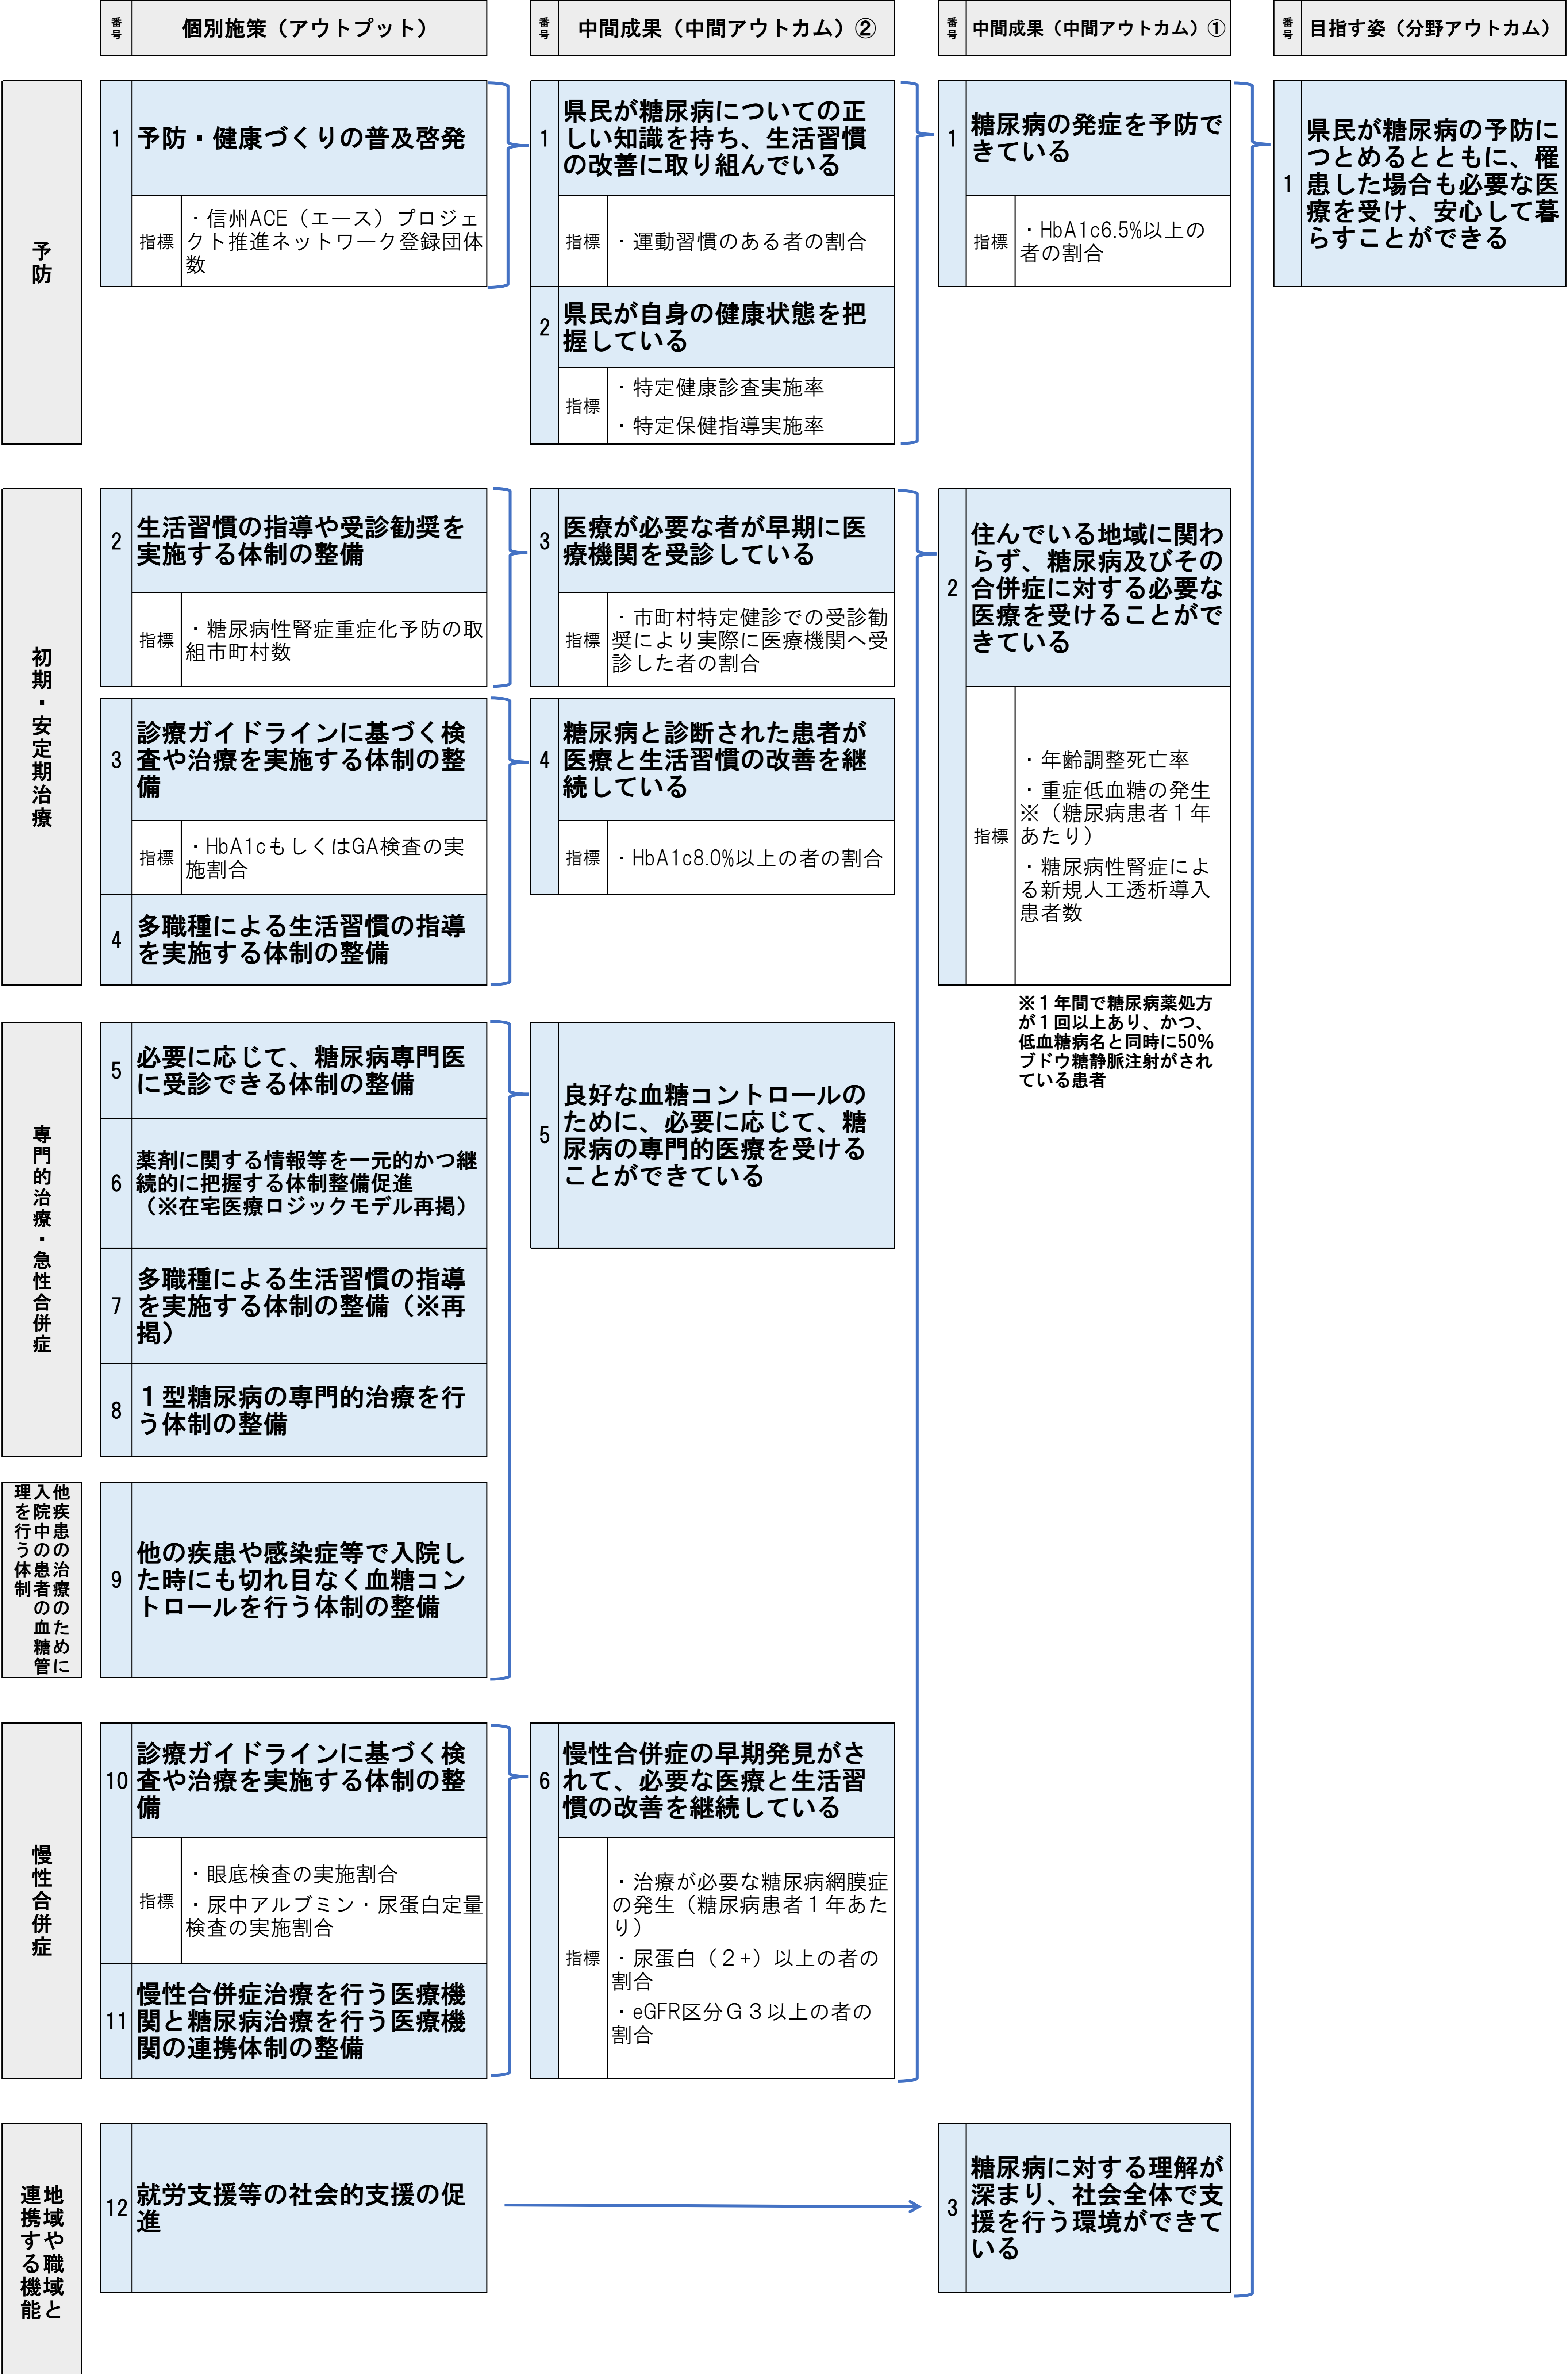 番号
個別施策（アウトプット）
番号
中間成果（中間アウトカム）②
番号
中間成果（中間アウトカム）①
番号
目指す姿（分野アウトカム）
予防
1
予防・健康づくりの普及啓発
指標
・信州ACE（エース）プロジェ
クト推進ネットワーク登録団体
数
1
県民が糖尿病についての正
しい知識を持ち、生活習慣
の改善に取り組んでいる
指標
・運動習慣のある者の割合
2
県民が自身の健康状態を把
握している
指標
・特定健康診査実施率
・特定保健指導実施率
1
糖尿病の発症を予防で
きている
指標
・HbA1c6.5%以上の
者の割合
1
県民が糖尿病の予防に
つとめるとともに、罹
患した場合も必要な医
療を受け、安心して暮
らすことができる
初期・安定期治療
2
生活習慣の指導や受診勧奨を
実施する体制の整備
指標
・糖尿病性腎症重症化予防の取
組市町村数
3
医療が必要な者が早期に医
療機関を受診している
指標
・市町村特定健診での受診勧
奨により実際に医療機関へ受
診した者の割合
2
住んでいる地域に関わ
らず、糖尿病及びその
合併症に対する必要な
医療を受けることがで
きている
指標
・年齢調整死亡率
・重症低血糖の発生
※（糖尿病患者１年
あたり）
・糖尿病性腎症によ
る新規人工透析導入
患者数
※１年間で糖尿病薬処方
が１回以上あり、かつ、
低血糖病名と同時に50%
ブドウ糖静脈注射がされ
ている患者
3
診療ガイドラインに基づく検
査や治療を実施する体制の整
備
指標
・HbA1cもしくはGA検査の実
施割合
4
多職種による生活習慣の指導
を実施する体制の整備
4
糖尿病と診断された患者が
医療と生活習慣の改善を継
続している
指標
・HbA1c8.0%以上の者の割合
専門的治療・急性合併症
5
必要に応じて、糖尿病専門医
に受診できる体制の整備
6
薬剤に関する情報等を一元的かつ継
続的に把握する体制整備促進
（※在宅医療ロジックモデル再掲）
7
多職種による生活習慣の指導
を実施する体制の整備（※再
掲）
8
１型糖尿病の専門的治療を行
う体制の整備
5
良好な血糖コントロールの
ために、必要に応じて、糖
尿病の専門的医療を受ける
ことができている
他疾患の治療のために
入院中の患者の血糖管
理を行う体制
9
他の疾患や感染症等で入院し
た時にも切れ目なく血糖コン
トロールを行う体制の整備
慢性合併症
10
診療ガイドラインに基づく検
査や治療を実施する体制の整
備
指標
・眼底検査の実施割合
・尿中アルブミン・尿蛋白定量
検査の実施割合
11
慢性合併症治療を行う医療機
関と糖尿病治療を行う医療機
関の連携体制の整備
6
慢性合併症の早期発見がさ
れて、必要な医療と生活習
慣の改善を継続している
指標
・治療が必要な糖尿病網膜症
の発生（糖尿病患者１年あた
り）
・尿蛋白（２+）以上の者の
割合
・eGFR区分Ｇ３以上の者の
割合
地域や職域と
連携する機能
12
就労支援等の社会的支援の促
進
3
糖尿病に対する理解が
深まり、社会全体で支
援を行う環境ができて
いる